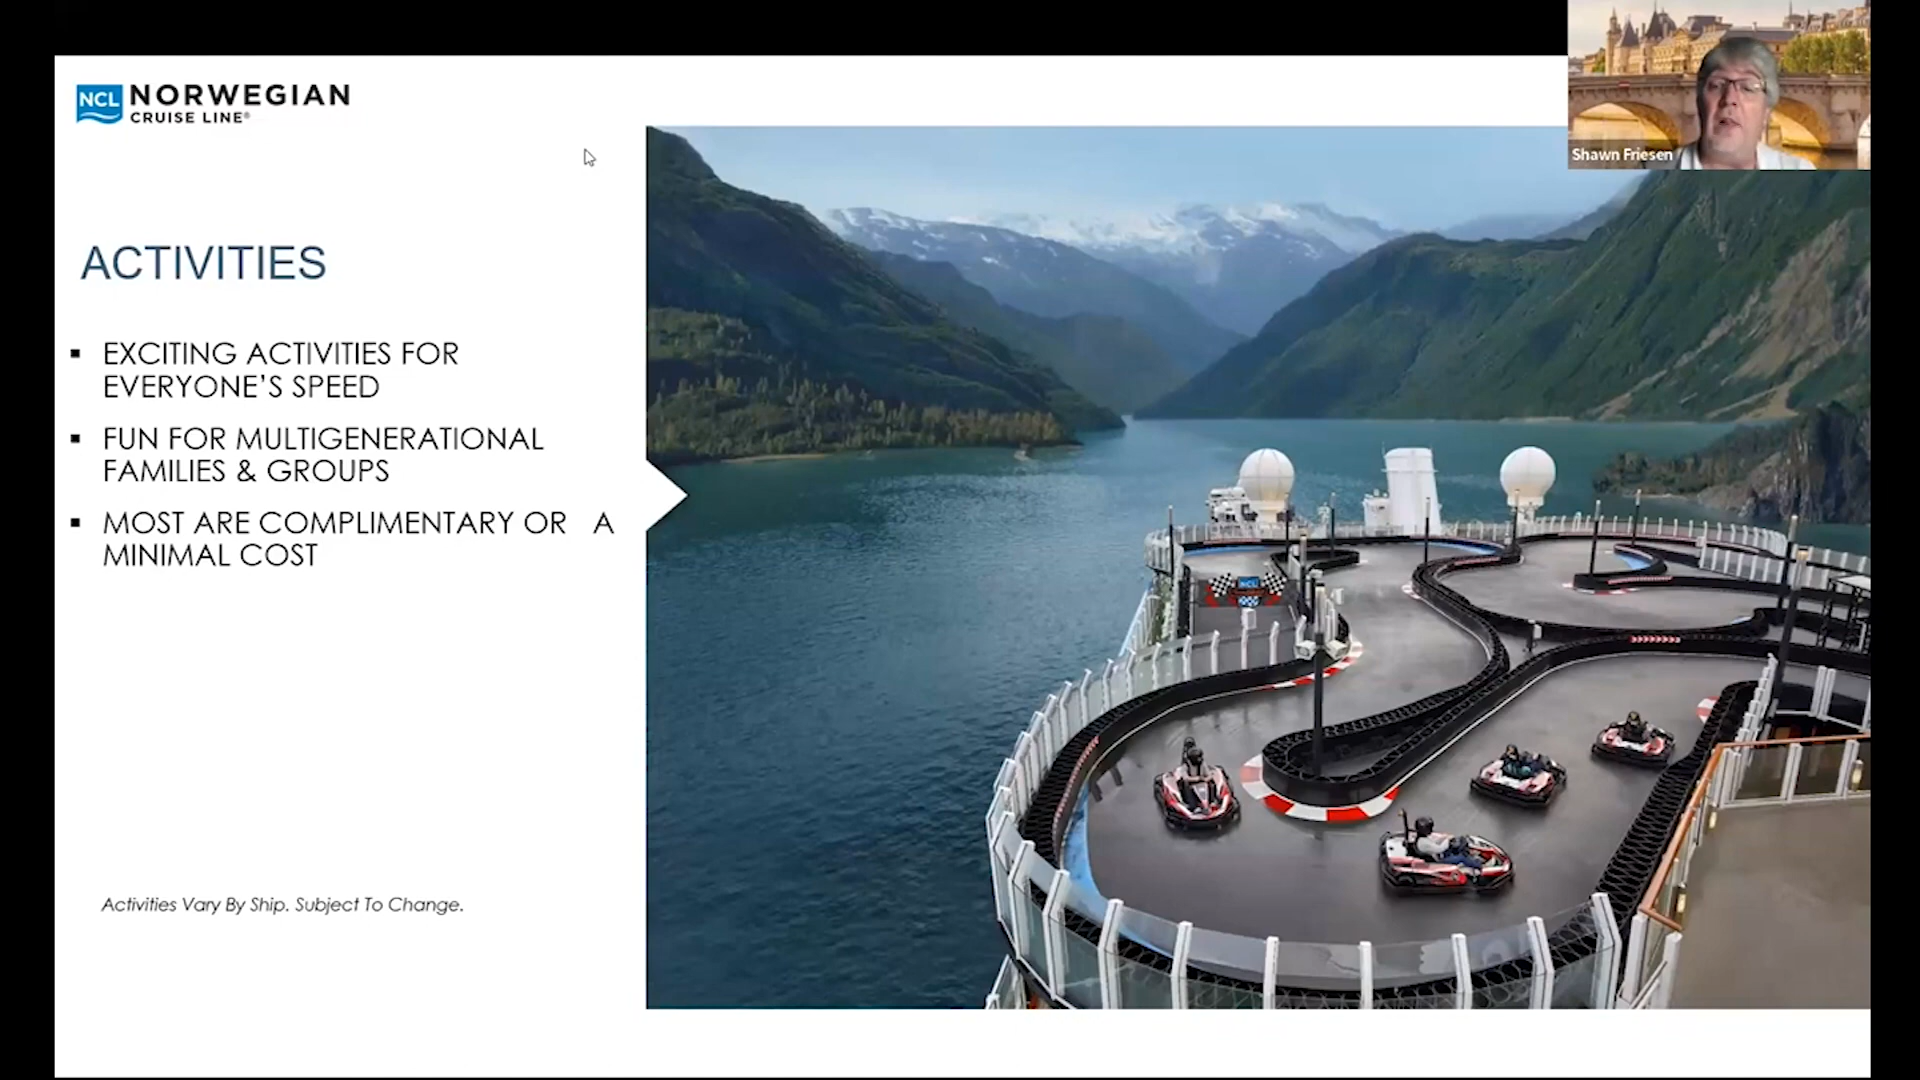 NCL NORWEGIAN
CRUISE LINE®
Shawn Friesen
ACTIVITIES
▪ EXCITING ACTIVITIES FOR
EVERYONE’S SPEED
▪ FUN FOR MULTIGENERATIONAL
FAMILIES & GROUPS
▪ MOST ARE COMPLIMENTARY OR A
MINIMAL COST
NCL
Activities Vary By Ship. Subject To Change.